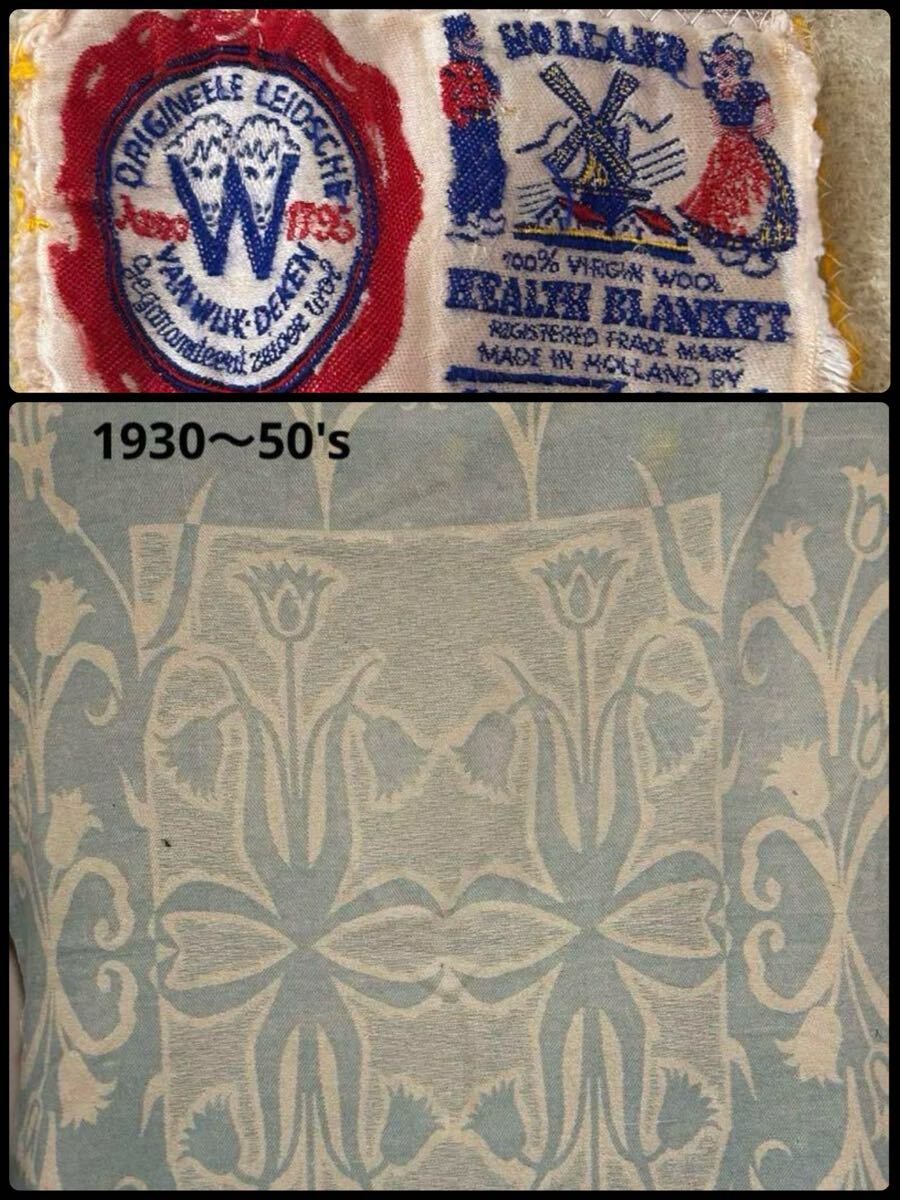 ORIGINEELE LEIDSCHE
Anno 1795
VAN WIJK·DEKEN
Gegarandeerd zuiver wol
HOLLAND
100% VIRGIN WOOL
HEALTH BLANKET
REGISTERED TRADE MARK
MADE IN HOLLAND BY
1930〜50's